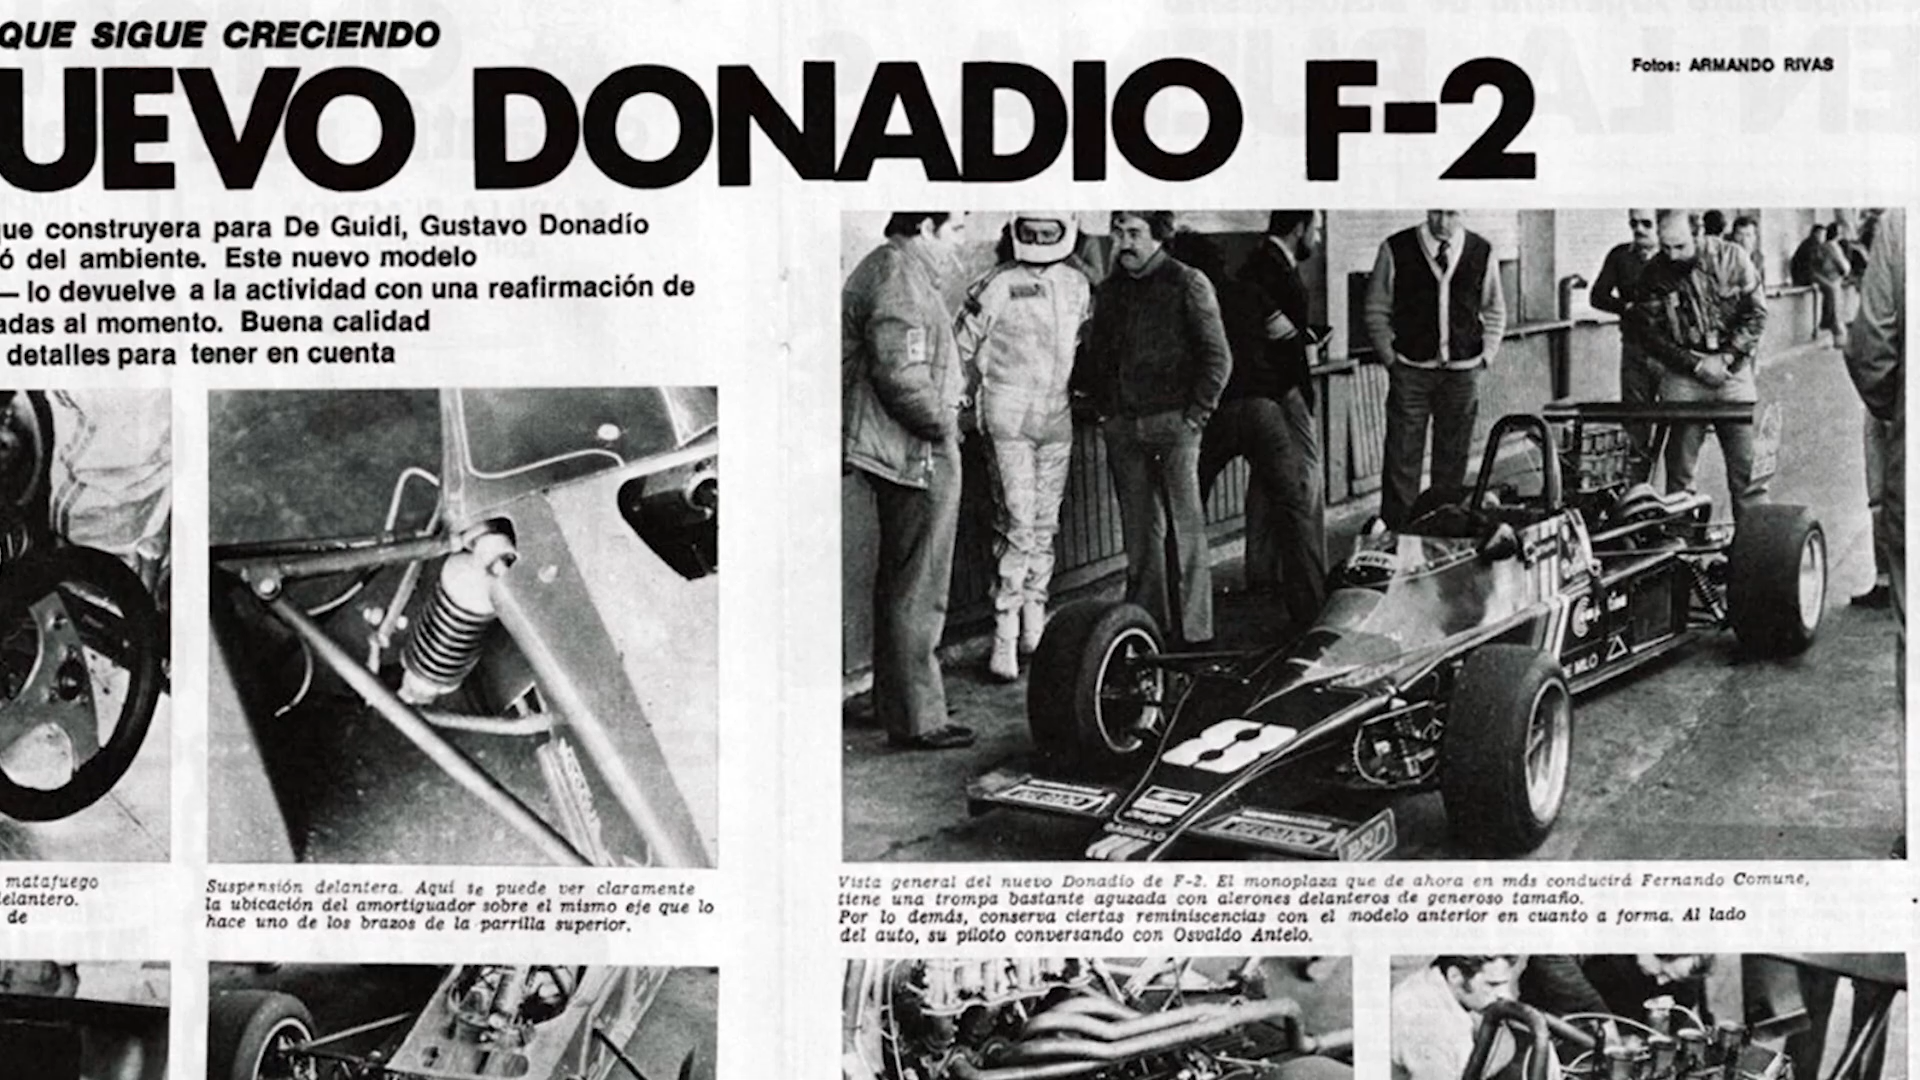 QUE SIGUE CRECIENDO
UEVO DONADIO F-2
Fotos: ARMANDO RIVAS
ue construyera para De Guidi, Gustavo Donadío
ó del ambiente. Este nuevo modelo
— lo devuelve a la actividad con una reafirmación de
adas al momento. Buena calidad
detalles para tener en cuenta
8
BRD
matafuego
elantero.
de
Suspensión delantera. Aquí se puede ver claramente
la ubicación del amortiguador sobre el mismo eje que lo
hace uno de los brazos de la parrilla superior.
Vista general del nuevo Donadío de F-2. El monoplaza que de ahora en más conducirá Fernando Comune,
tiene una trompa bastante aguzada con alerones delanteros de generoso tamaño.
Por lo demás, conserva ciertas reminiscencias con el modelo anterior en cuanto a forma. Al lado
del auto, su piloto conversando con Osvaldo Antelo.